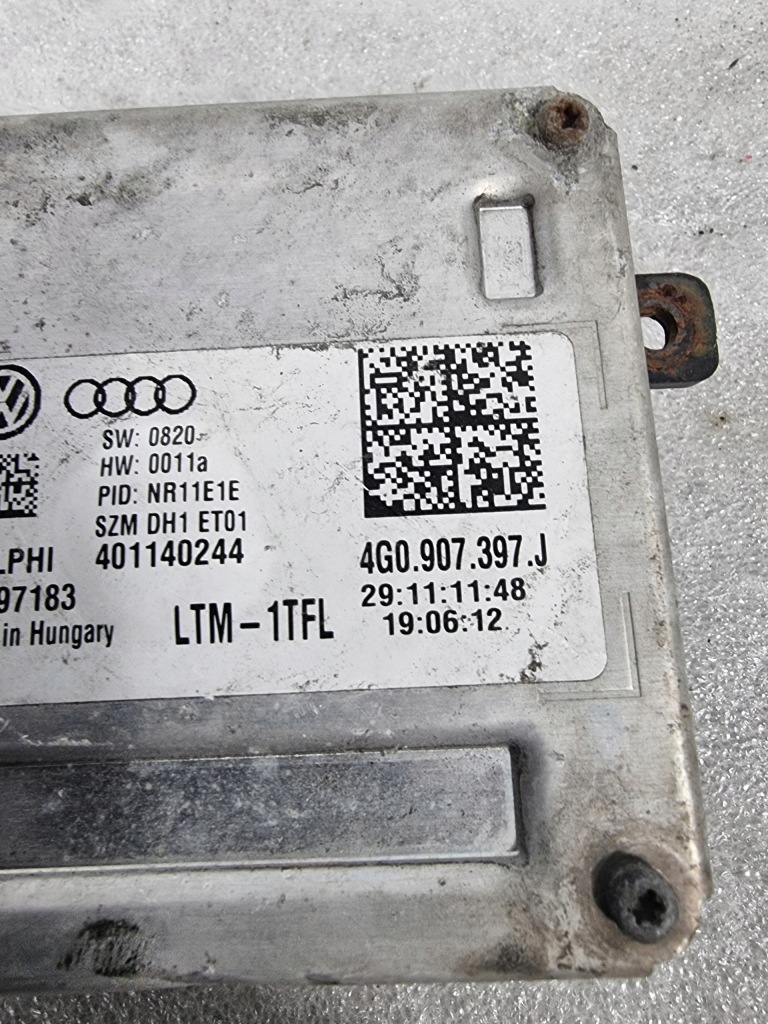 SW: 0820
HW: 0011a
PID: NR11E1E
SZM DH1 ET01
LPHI 401140244
97183
in Hungary
LTM-1TFL
4G0.907.397.J
29:11:11:48
19:06:12